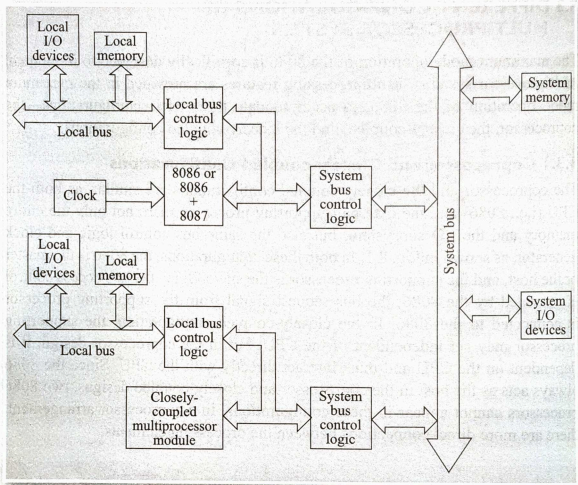 Local
I/O
devices
Local
memory
Local bus
Local bus
control
logic
Clock
8086 or
8086
+
8087
System
bus
control
logic
System
memory
System bus
Local
I/O
devices
Local
memory
Local bus
Local bus
control
logic
System
I/O
devices
Closely-
coupled
multiprocessor
module
System
bus
control
logic